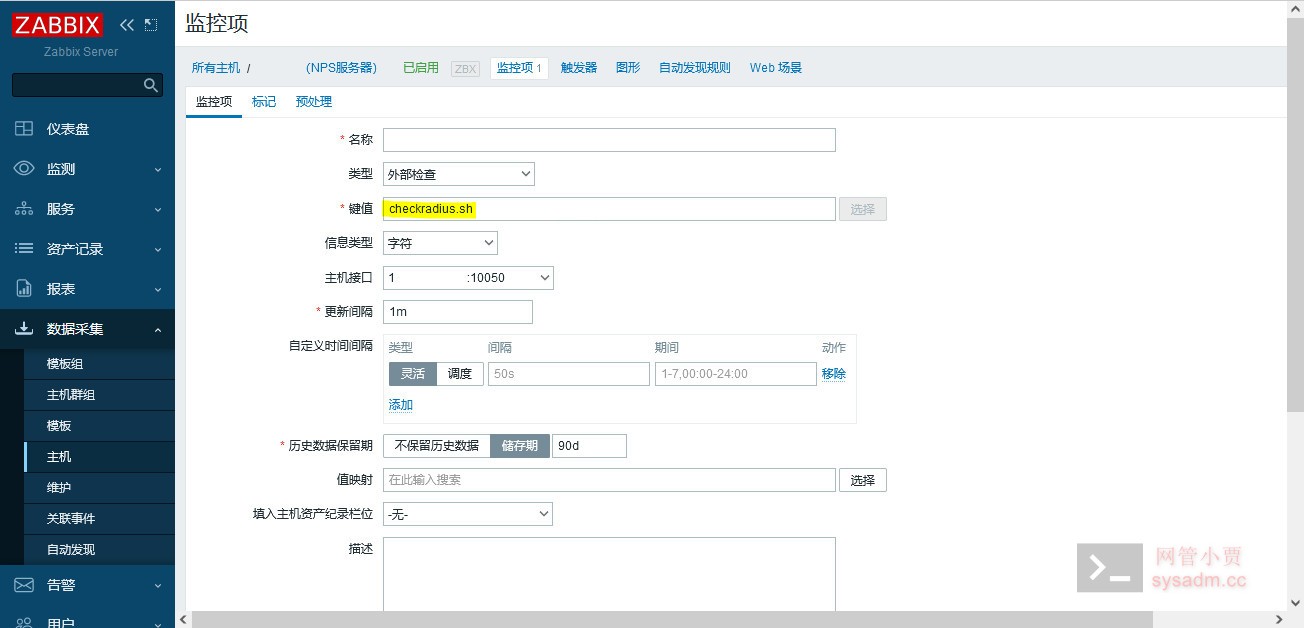 ZABBIX
Zabbix Server
仪表盘
监测
服务
资产记录
报表
数据采集
模板组
主机群组
模板
主机
维护
关联事件
自动发现
告警
用户
监控项
所有主机 / (NPS服务器) 已启用 ZBX 监控项 1 触发器 图形 自动发现规则 Web 场景
监控项 标记 预处理
* 名称
类型 外部检查
* 键值 checkradius.sh 选择
信息类型 字符
主机接口 1 :10050
* 更新间隔 1m
自定义时间间隔 类型 间隔 期间 动作
灵活 调度 50s 1-7,00:00-24:00 移除
添加
* 历史数据保留期 不保留历史数据 储存期 90d
值映射 在此输入搜索 选择
填入主机资产纪录栏位 -无-
描述
网管小贾
sysadm.cc